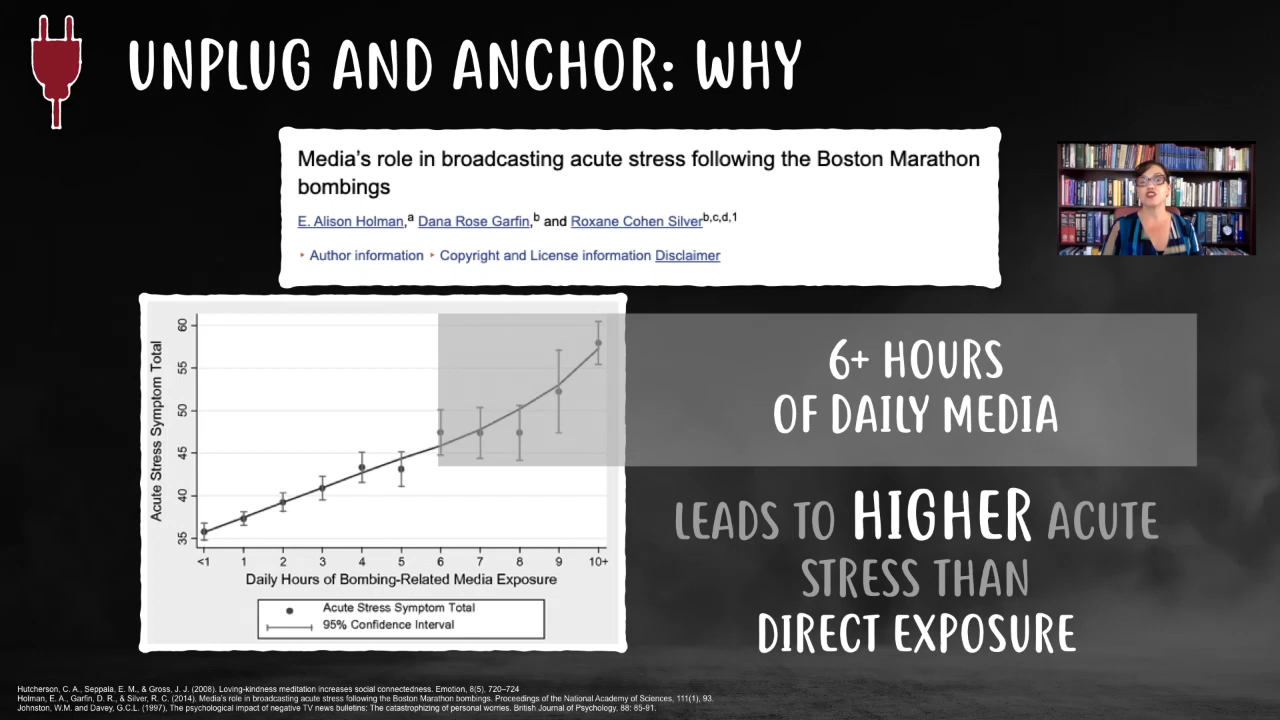 UNPLUG AND ANCHOR: WHY
Media's role in broadcasting acute stress following the Boston Marathon
bombings
E. Alison Holman,a Dana Rose Garfin,b and Roxane Cohen Silverb,c,d,1
‣ Author information ‣ Copyright and License information Disclaimer
Acute Stress Symptom Total
60
55
50
45
40
35
<1 1 2 3 4 5 6 7 8 9 10+
Daily Hours of Bombing-Related Media Exposure
Acute Stress Symptom Total
95% Confidence Interval
6+ HOURS
OF DAILY MEDIA
LEADS TO HIGHER ACUTE
STRESS THAN
DIRECT EXPOSURE
Hutcherson, C. A., Seppala, E. M., & Gross, J. J. (2008). Loving-kindness meditation increases social connectedness. Emotion, 8(5), 720–724
Holman, E. A., Garfin, D. R., & Silver, R. C. (2014). Media's role in broadcasting acute stress following the Boston Marathon bombings. Proceedings of the National Academy of Sciences, 111(1), 93.
Johnston, W.M. and Davey, G.C.L. (1997), The psychological impact of negative TV news bulletins: The catastrophizing of personal worries. British Journal of Psychology, 88: 85-91.